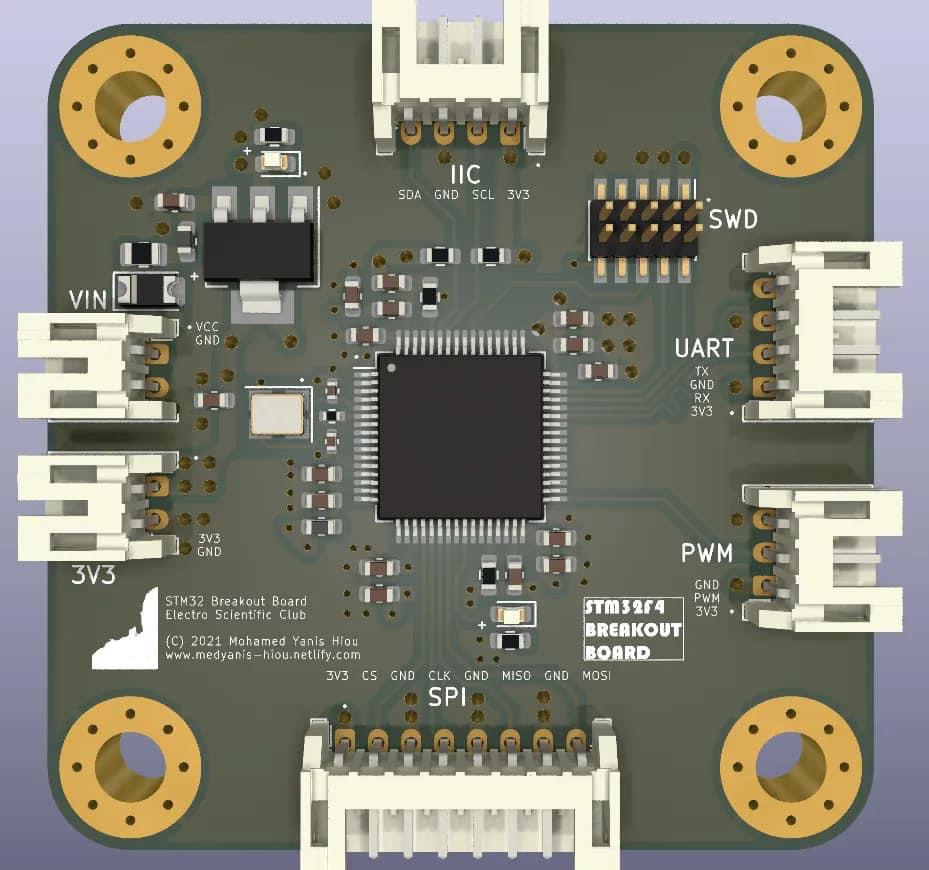 IIC
SDA GND SCL 3V3
SWD
VIN
VCC
GND
UART
TX
GND
RX
3V3
3V3
GND
3V3
PWM
GND
PWM
3V3
STM32 Breakout Board
Electro Scientific Club
(C) 2021 Mohamed Yanis Hiou
www.medyanis-hiou.netlify.com
STM32F4
BREAKOUT
BOARD
3V3 CS GND CLK GND MISO GND MOSI
SPI